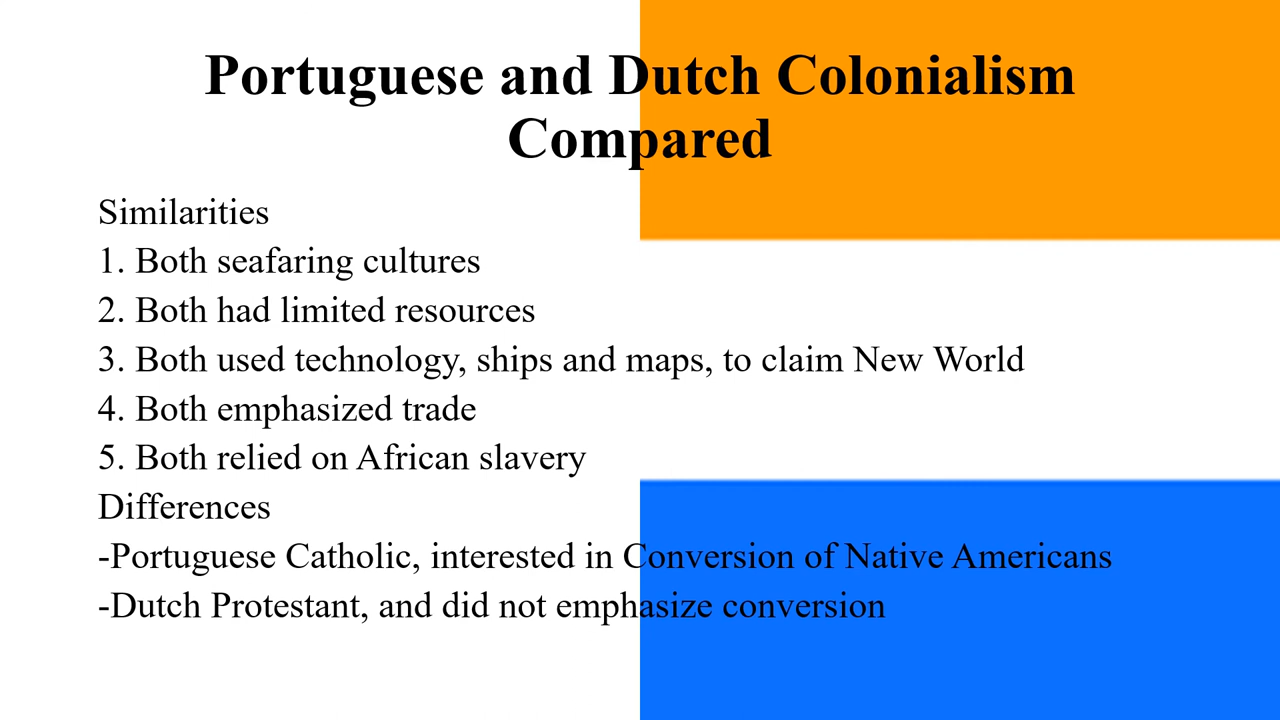 Portuguese and Dutch Colonialism
Compared
Similarities
1. Both seafaring cultures
2. Both had limited resources
3. Both used technology, ships and maps, to claim New World
4. Both emphasized trade
5. Both relied on African slavery
Differences
-Portuguese Catholic, interested in Conversion of Native Americans
-Dutch Protestant, and did not emphasize conversion